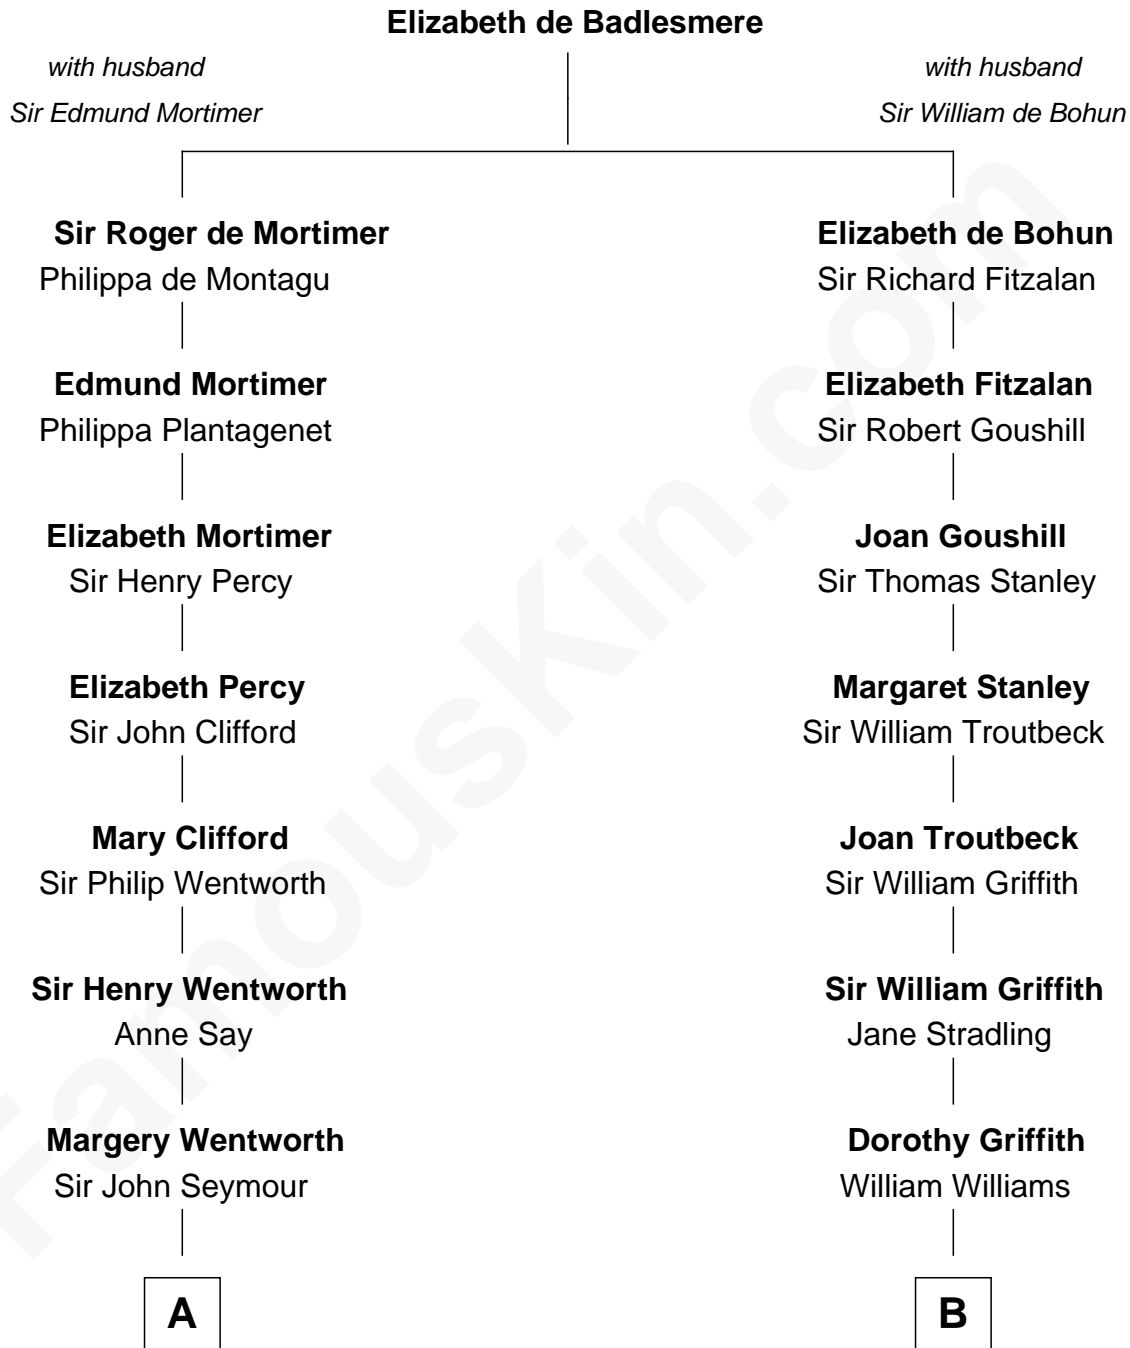 Elizabeth de Badlesmere
with husband
Sir Edmund Mortimer
with husband
Sir William de Bohun
Sir Roger de Mortimer
Philippa de Montagu
Edmund Mortimer
Philippa Plantagenet
Elizabeth Mortimer
Sir Henry Percy
Elizabeth Percy
Sir John Clifford
Mary Clifford
Sir Philip Wentworth
Sir Henry Wentworth
Anne Say
Margery Wentworth
Sir John Seymour
A
Elizabeth de Bohun
Sir Richard Fitzalan
Elizabeth Fitzalan
Sir Robert Goushill
Joan Goushill
Sir Thomas Stanley
Margaret Stanley
Sir William Troutbeck
Joan Troutbeck
Sir William Griffith
Sir William Griffith
Jane Stradling
Dorothy Griffith
William Williams
B
FamousKin.com